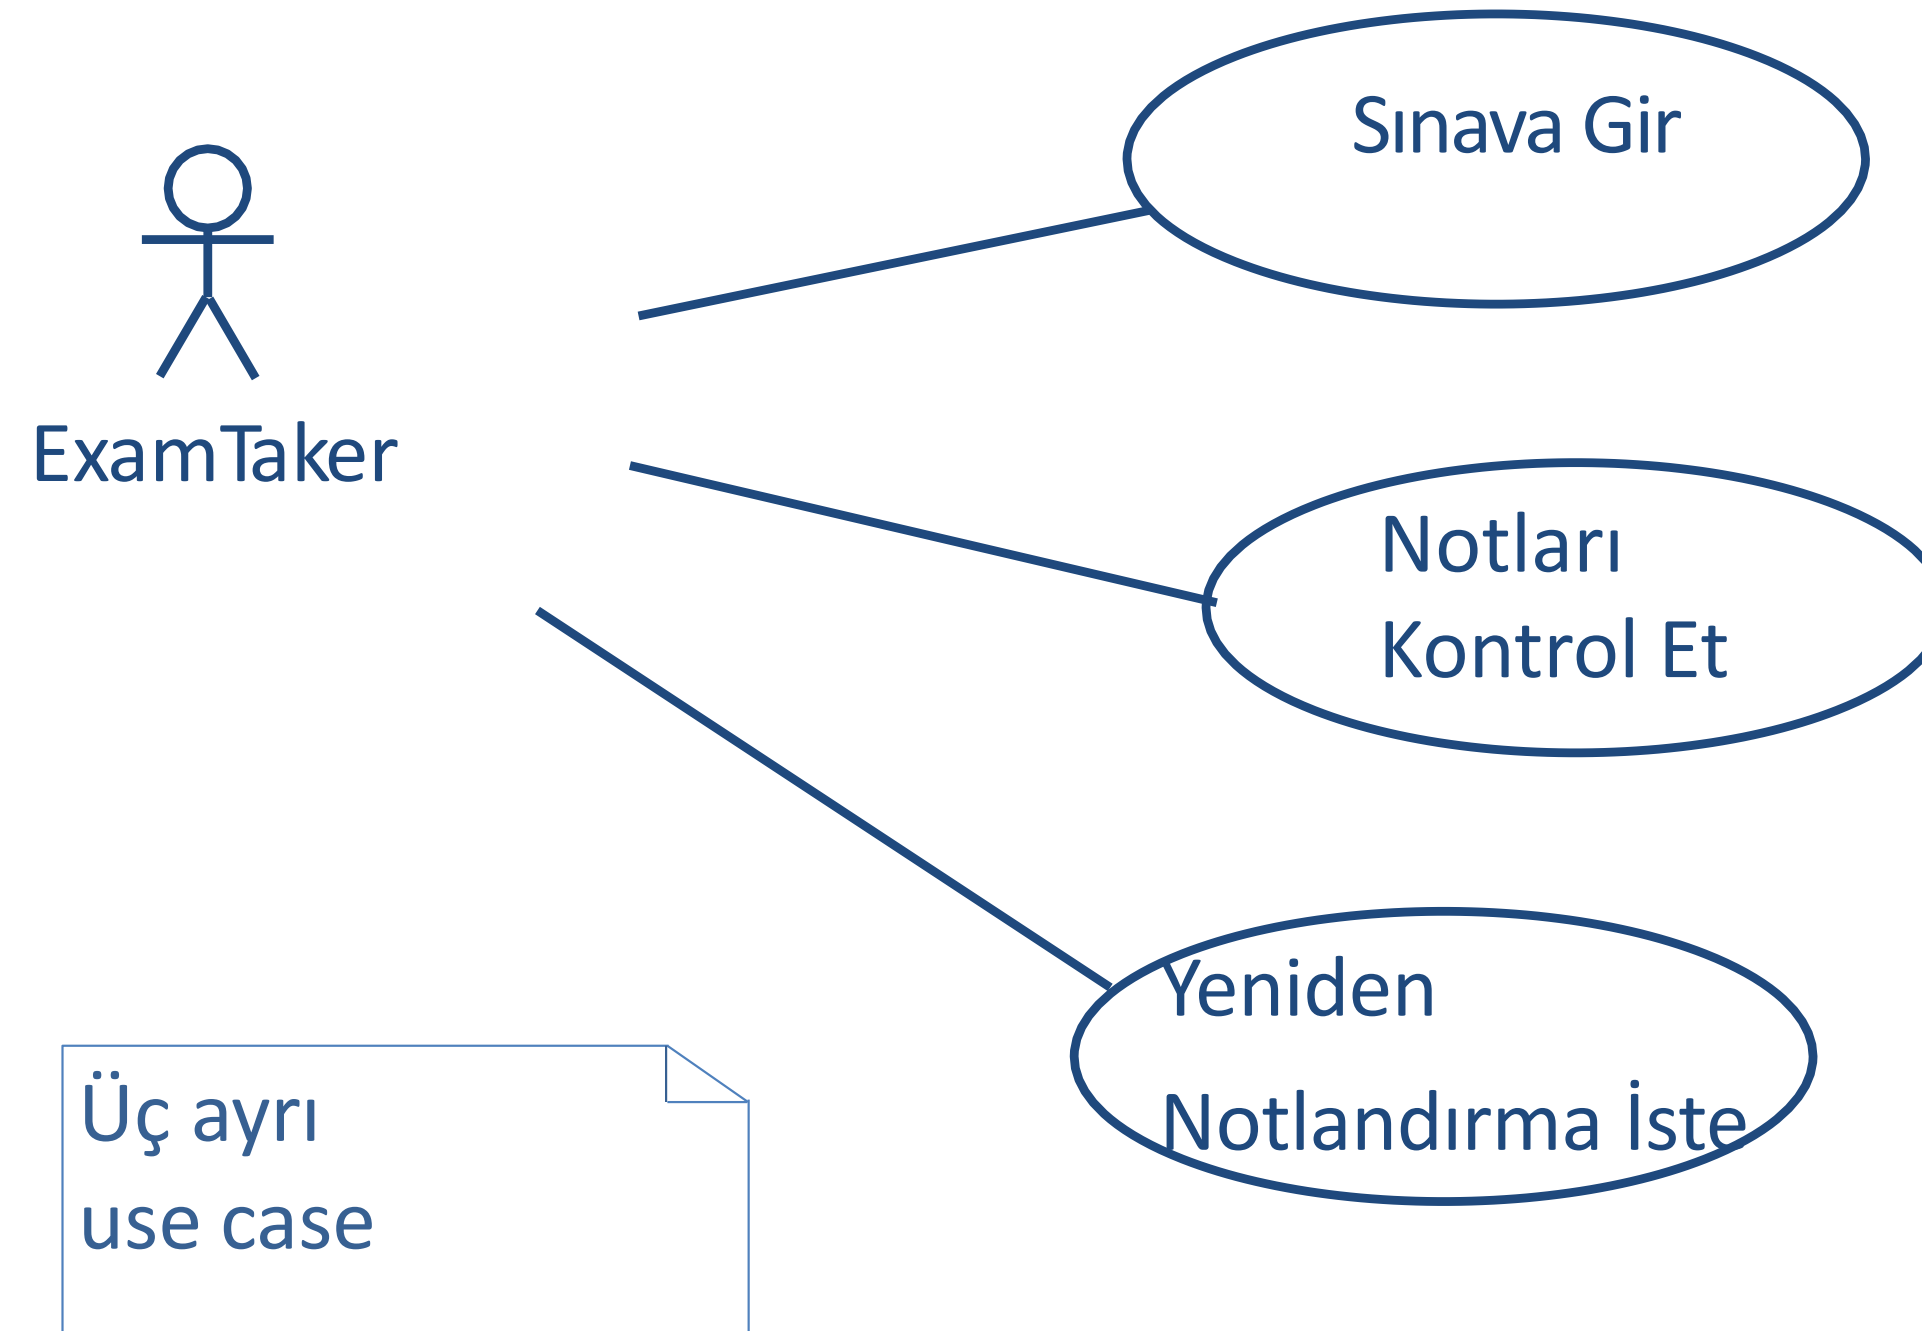 Sınava Gir
ExamTaker
Notları
Kontrol Et
Yeniden
Notlandırma İste
Üç ayrı
use case